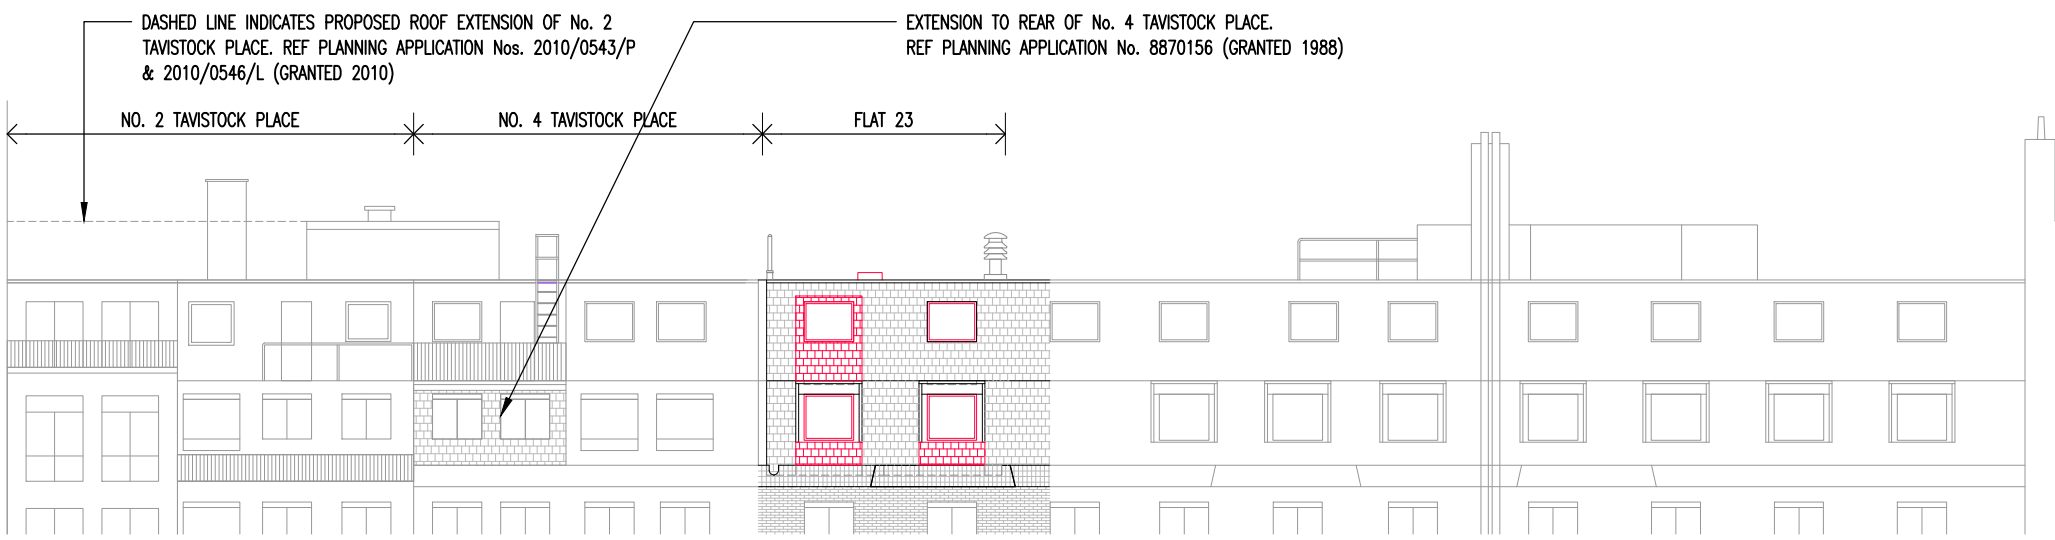 DASHED LINE INDICATES PROPOSED ROOF EXTENSION OF No. 2
TAVISTOCK PLACE. REF PLANNING APPLICATION Nos. 2010/0543/P
& 2010/0546/L (GRANTED 2010)
EXTENSION TO REAR OF No. 4 TAVISTOCK PLACE.
REF PLANNING APPLICATION No. 8870156 (GRANTED 1988)
NO. 2 TAVISTOCK PLACE
NO. 4 TAVISTOCK PLACE
FLAT 23